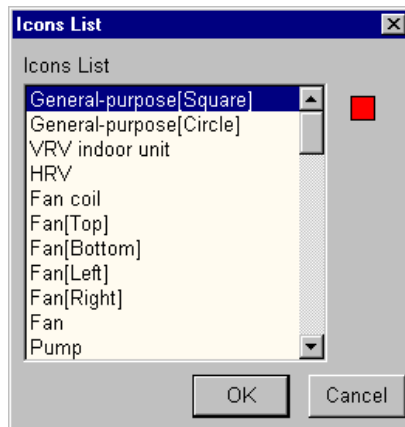 Icons List
Icons List
General-purpose[Square]
General-purpose[Circle]
VRV indoor unit
HRV
Fan coil
Fan[Top]
Fan[Bottom]
Fan[Left]
Fan[Right]
Fan
Pump
OK Cancel